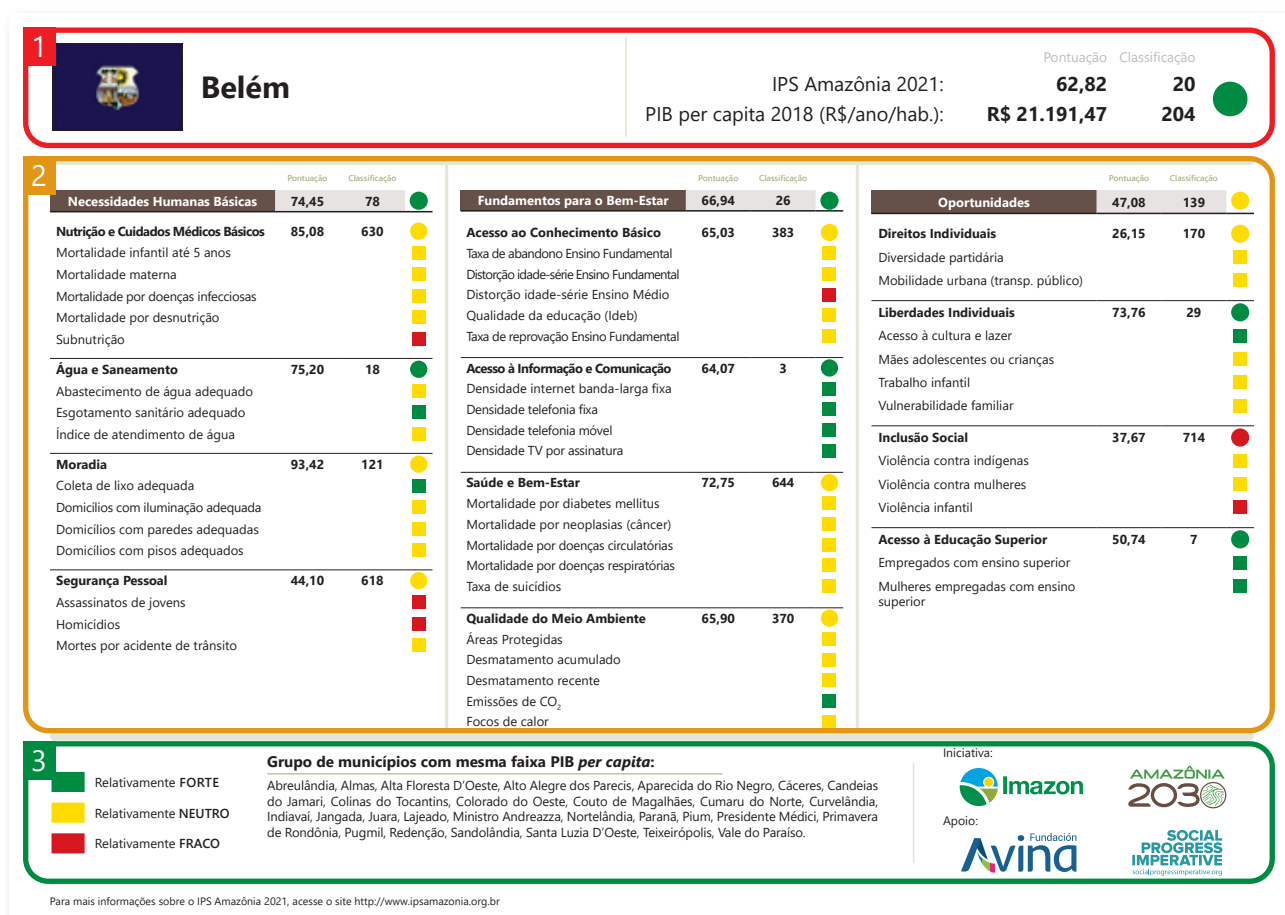 1
Belém
Pontuação Classificação
IPS Amazônia 2021: 62,82 20
PIB per capita 2018 (R$/ano/hab.): R$ 21.191,47 204
2
Pontuação Classificação
Necessidades Humanas Básicas 74,45 78
Nutrição e Cuidados Médicos Básicos 85,08 630
Mortalidade infantil até 5 anos
Mortalidade materna
Mortalidade por doenças infecciosas
Mortalidade por desnutrição
Subnutrição
Água e Saneamento 75,20 18
Abastecimento de água adequado
Esgotamento sanitário adequado
Índice de atendimento de água
Moradia 93,42 121
Coleta de lixo adequada
Domicílios com iluminação adequada
Domicílios com paredes adequadas
Domicílios com pisos adequados
Segurança Pessoal 44,10 618
Assassinatos de jovens
Homicídios
Mortes por acidente de trânsito
Pontuação Classificação
Fundamentos para o Bem-Estar 66,94 26
Acesso ao Conhecimento Básico 65,03 383
Taxa de abandono Ensino Fundamental
Distorção idade-série Ensino Fundamental
Distorção idade-série Ensino Médio
Qualidade da educação (Ideb)
Taxa de reprovação Ensino Fundamental
Acesso à Informação e Comunicação 64,07 3
Densidade internet banda-larga fixa
Densidade telefonia fixa
Densidade telefonia móvel
Densidade TV por assinatura
Saúde e Bem-Estar 72,75 644
Mortalidade por diabetes mellitus
Mortalidade por neoplasias (câncer)
Mortalidade por doenças circulatórias
Mortalidade por doenças respiratórias
Taxa de suicídios
Qualidade do Meio Ambiente 65,90 370
Áreas Protegidas
Desmatamento acumulado
Desmatamento recente
Emissões de CO2
Focos de calor
Pontuação Classificação
Oportunidades 47,08 139
Direitos Individuais 26,15 170
Diversidade partidária
Mobilidade urbana (transp. público)
Liberdades Individuais 73,76 29
Acesso à cultura e lazer
Mães adolescentes ou crianças
Trabalho infantil
Vulnerabilidade familiar
Inclusão Social 37,67 714
Violência contra indígenas
Violência contra mulheres
Violência infantil
Acesso à Educação Superior 50,74 7
Empregados com ensino superior
Mulheres empregadas com ensino
superior
3
Relativamente FORTE
Relativamente NEUTRO
Relativamente FRACO
Grupo de municípios com mesma faixa PIB per capita:
Abreulândia, Almas, Alta Floresta D'Oeste, Alto Alegre dos Parecis, Aparecida do Rio Negro, Cáceres, Candeias
do Jamari, Colinas do Tocantins, Colorado do Oeste, Couto de Magalhães, Cumaru do Norte, Curvelândia,
Indiavaí, Jangada, Juara, Lajeado, Ministro Andreazza, Nortelândia, Paranã, Pium, Presidente Médici, Primavera
de Rondônia, Pugmil, Redenção, Sandolândia, Santa Luzia D'Oeste, Teixeirópolis, Vale do Paraíso.
Iniciativa:
Imazon
AMAZÔNIA
2030
Apoio:
Fundación
Avina
SOCIAL
PROGRESS
IMPERATIVE
socialprogressimperative.org
Para mais informações sobre o IPS Amazônia 2021, acesse o site http://www.ipsamazonia.org.br